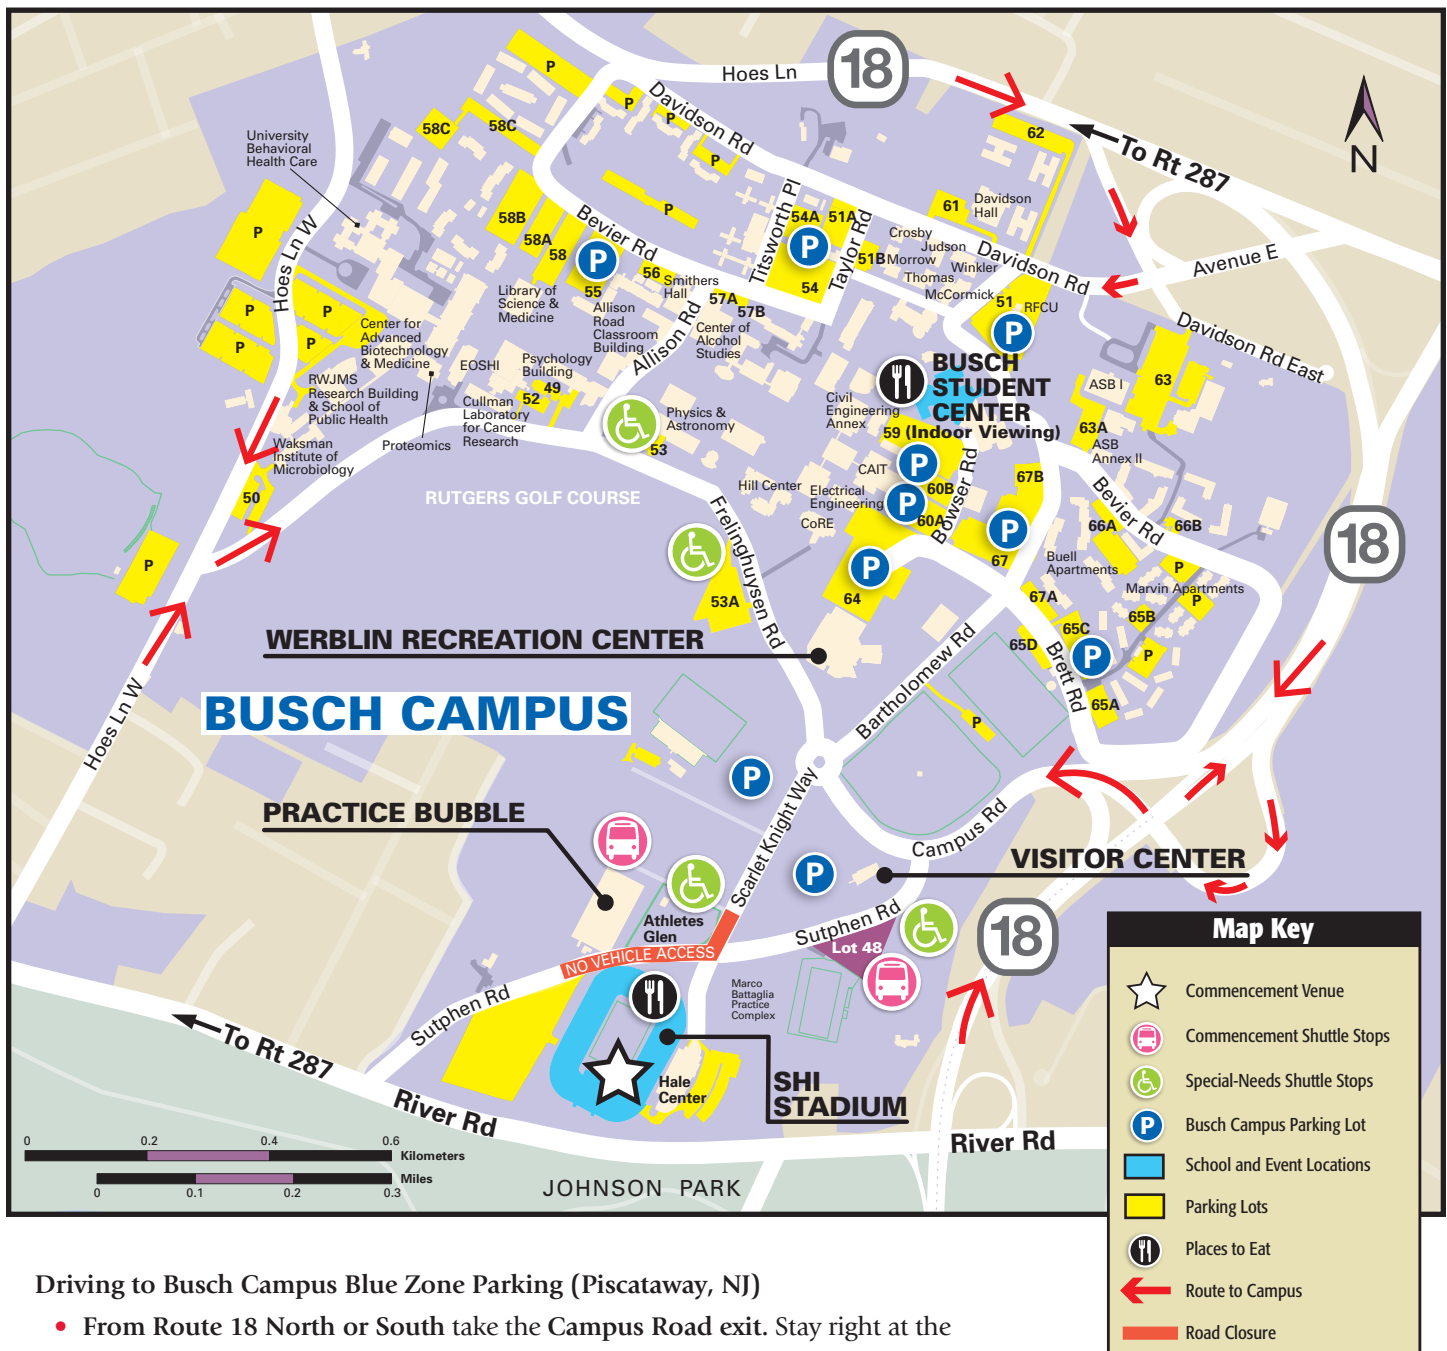 Hoes Ln
18
N
To Rt 287
Davidson Rd
P
P
P
P
62
58C
58C
University
Behavioral
Health Care
P
58B
58A
58
Bevier Rd
P
P
55
56
Smithers
Hall
Titsworth Pl
54A
51A
P
54
Taylor Rd
51B
61
Davidson
Hall
Crosby
Judson
Morrow
Winkler
Thomas
McCormick
Davidson Rd
Avenue E
P
Hoes Ln W
P
P
P
P
Library of
Science &
Medicine
Allison
Road
Classroom
Building
Allison Rd
57A
57B
Center of
Alcohol
Studies
51
RFCU
P
Davidson Rd East
Center for
Advanced
Biotechnology
& Medicine
EOSHI
Psychology
Building
49
52
RWJMS
Research Building
& School of
Public Health
Cullman
Laboratory
for Cancer
Research
Proteomics
Waksman
Institute of
Microbiology
50
P
Physics &
Astronomy
53
BUSCH
STUDENT
CENTER
(Indoor Viewing)
59
Civil
Engineering
Annex
ASB I
63
63A
ASB
Annex II
P
CAIT
60B
P
60A
Bowser Rd
67B
P
67
Hill Center
Electrical
Engineering
CoRE
RUTGERS GOLF COURSE
Frelinghuysen Rd
53A
P
64
Bevier Rd
66A
66B
Buell
Apartments
P
Marvin Apartments
P
67A
65B
65C
65D
P
P
65A
Brett Rd
18
WERBLIN RECREATION CENTER
BUSCH CAMPUS
Hoes Ln W
Bartholomew Rd
P
P
Scarlet Knight Way
Campus Rd
PRACTICE BUBBLE
P
VISITOR CENTER
Athletes
Glen
NO VEHICLE ACCESS
Sutphen Rd
Lot 48
18
Marco
Battaglia
Practice
Complex
Sutphen Rd
To Rt 287
River Rd
Hale
Center
SHI
STADIUM
River Rd
JOHNSON PARK
0 0.2 0.4 0.6
Kilometers
Miles
0 0.1 0.2 0.3
Map Key
Commencement Venue
Commencement Shuttle Stops
Special-Needs Shuttle Stops
P Busch Campus Parking Lot
School and Event Locations
Parking Lots
Places to Eat
Route to Campus
Road Closure
Driving to Busch Campus Blue Zone Parking (Piscataway, NJ)
• From Route 18 North or South take the Campus Road exit. Stay right at the